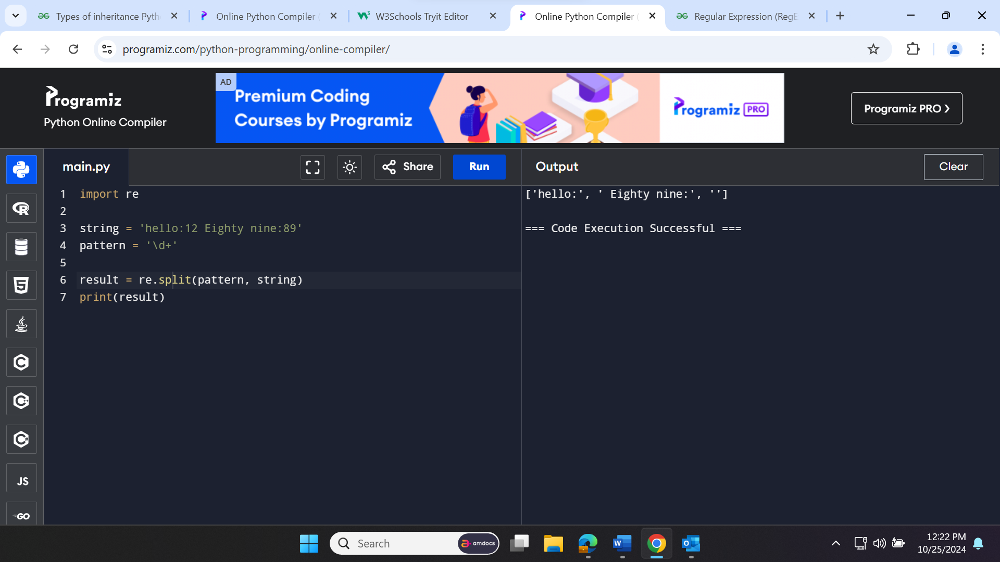 Types of inheritance Pyth
Online Python Compiler (
W3Schools Tryit Editor
Online Python Compiler (
Regular Expression (RegE
programiz.com/python-programming/online-compiler/
Programiz
Python Online Compiler
AD
Premium Coding
Courses by Programiz
Programiz PRO
Programiz PRO ❯
main.py
Share
Run
Output
Clear
1 import re
2
3 string = 'hello:12 Eighty nine:89'
4 pattern = '\d+'
5
6 result = re.split(pattern, string)
7 print(result)
['hello:', ' Eighty nine:', '']
=== Code Execution Successful ===
JS
GO
Search
amdocs
12:22 PM
10/25/2024